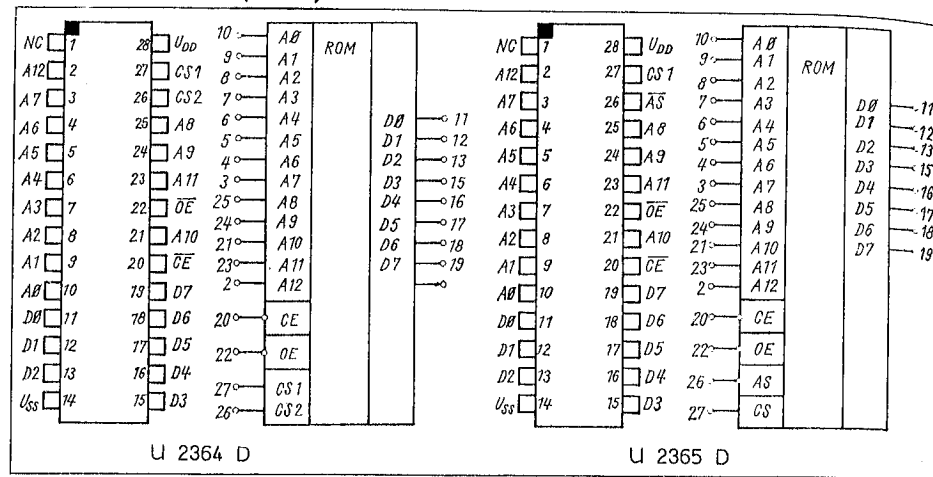 NC 1 28 U_DD
A12 2 27 CS1
A7 3 26 CS2
A6 4 25 A8
A5 5 24 A9
A4 6 23 A11
A3 7 22 O̅E̅
A2 8 21 A10
A1 9 20 C̅E̅
AØ 10 19 D7
DØ 11 18 D6
D1 12 17 D5
D2 13 16 D4
U_SS 14 15 D3
ROM
10 AØ
9 A1
8 A2
7 A3
6 A4
5 A5
4 A6
3 A7
25 A8
24 A9
21 A10
23 A11
2 A12
20 CE
22 OE
27 CS1
26 CS2
DØ 11
D1 12
D2 13
D3 15
D4 16
D5 17
D6 18
D7 19
U 2364 D
NC 1 28 U_DD
A12 2 27 CS1
A7 3 26 A̅S̅
A6 4 25 A8
A5 5 24 A9
A4 6 23 A11
A3 7 22 O̅E̅
A2 8 21 A10
A1 9 20 C̅E̅
AØ 10 19 D7
DØ 11 18 D6
D1 12 17 D5
D2 13 16 D4
U_SS 14 15 D3
ROM
10 AØ
9 A1
8 A2
7 A3
6 A4
5 A5
4 A6
3 A7
25 A8
24 A9
21 A10
23 A11
2 A12
20 CE
22 OE
26 AS
27 CS
DØ 11
D1 12
D2 13
D3 15
D4 16
D5 17
D6 18
D7 19
U 2365 D